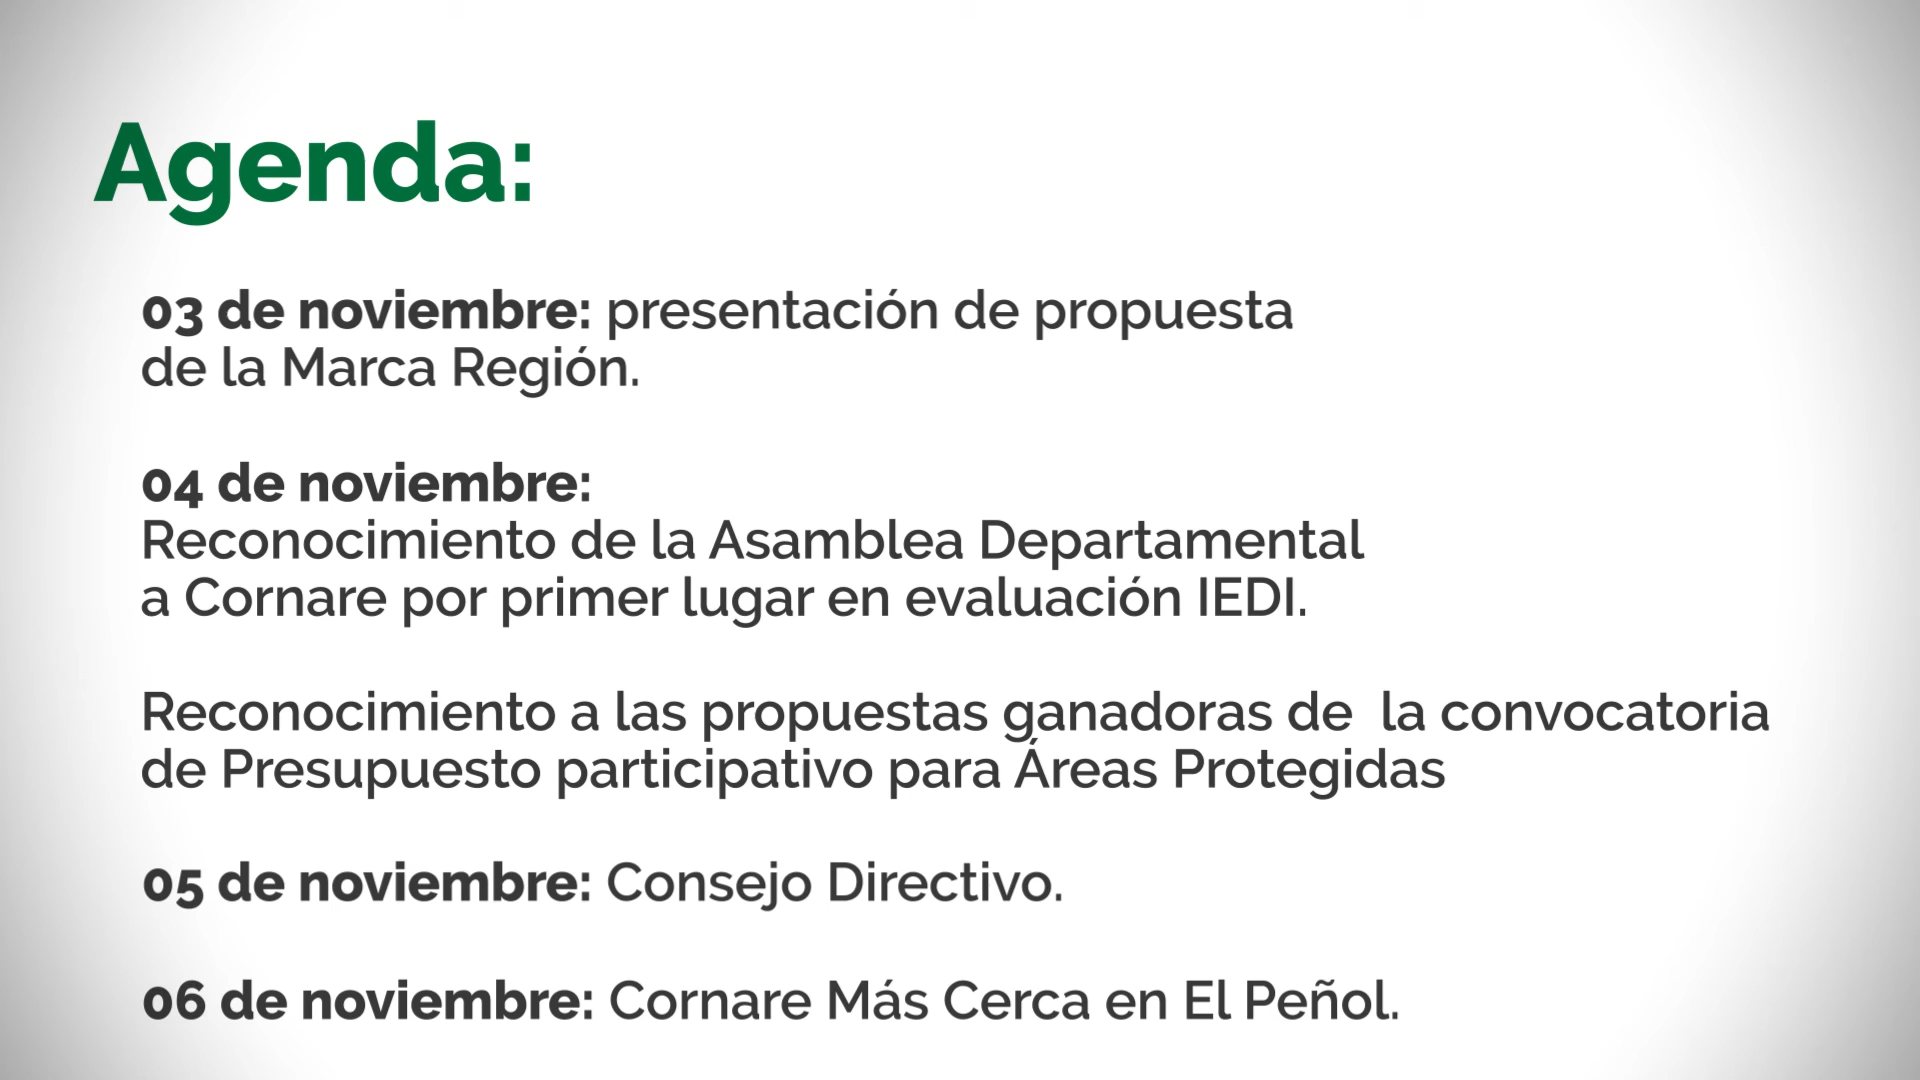 Agenda:
03 de noviembre: presentación de propuesta
de la Marca Región.
04 de noviembre:
Reconocimiento de la Asamblea Departamental
a Cornare por primer lugar en evaluación IEDI.
Reconocimiento a las propuestas ganadoras de  la convocatoria
de Presupuesto participativo para Áreas Protegidas
05 de noviembre: Consejo Directivo.
06 de noviembre: Cornare Más Cerca en El Peñol.